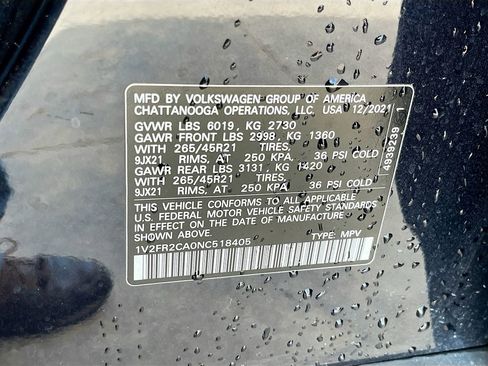 MFD BY VOLKSWAGEN GROUP OF AMERICA
CHATTANOOGA OPERATIONS, LLC, USA 12/2021
GVWR LBS 6019, KG 2730
GAWR FRONT LBS 2998, KG 1360
WITH 265/45R21 TIRES,
9JX21 RIMS, AT 250 KPA, 36 PSI COLD
GAWR REAR LBS 3131, KG 1420
WITH 265/45R21 TIRES,
9JX21 RIMS, AT 250 KPA, 36 PSI COLD
THIS VEHICLE CONFORMS TO ALL APPLICABLE
U.S. FEDERAL MOTOR VEHICLE SAFETY STANDARDS
IN EFFECT ON THE DATE OF MANUFACTURE
SHOWN ABOVE.
1V2FR2CA0NC518405 TYPE: MPV
4939239 1